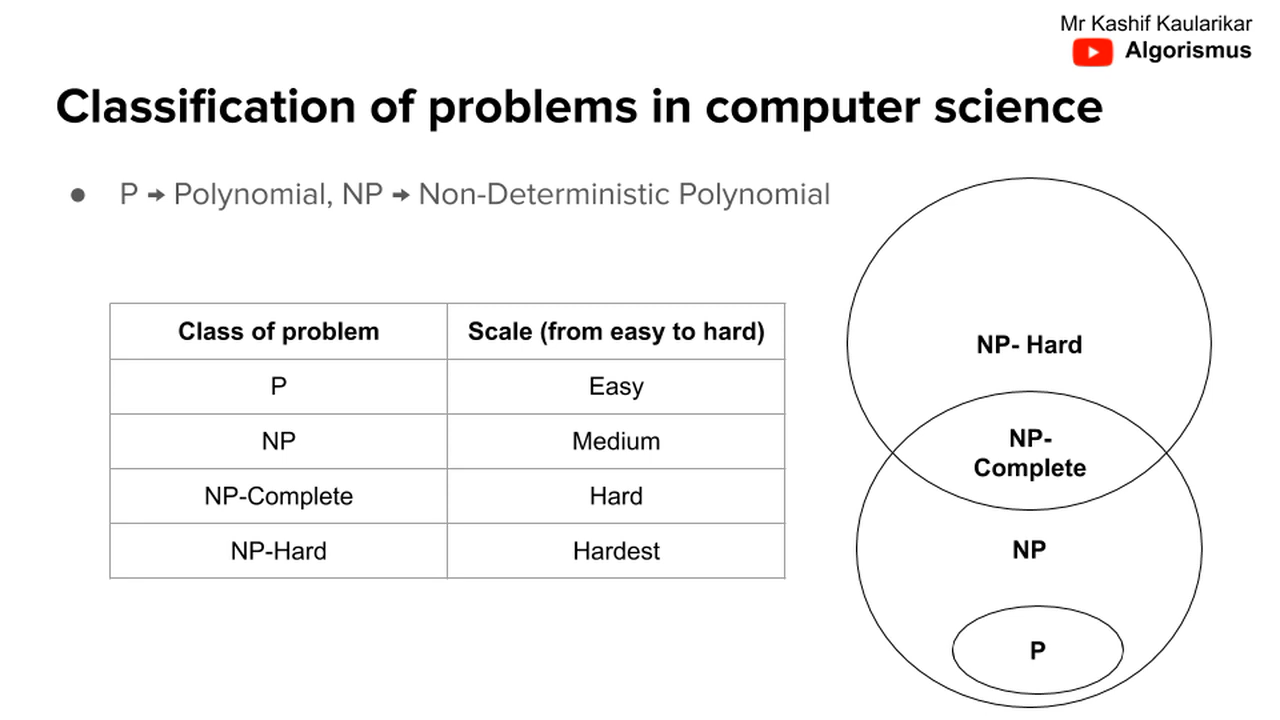 Mr Kashif Kaularikar
Algorismus
Classification of problems in computer science
● P → Polynomial, NP → Non-Deterministic Polynomial
Class of problem Scale (from easy to hard)
P Easy
NP Medium
NP-Complete Hard
NP-Hard Hardest
NP- Hard
NP-
Complete
NP
P